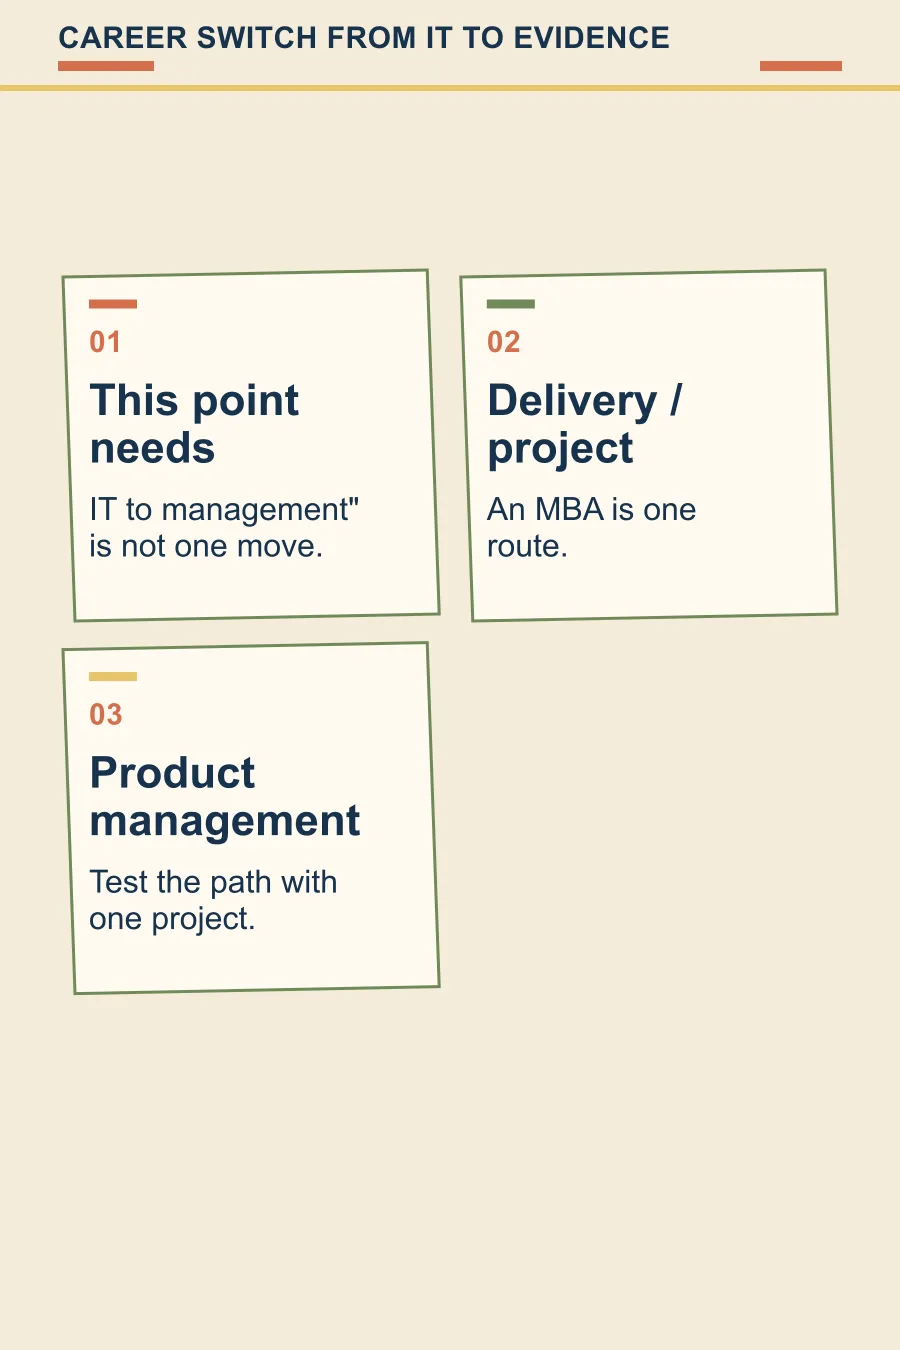 CAREER SWITCH FROM IT TO EVIDENCE
01
This point
needs
IT to management"
is not one move.
02
Delivery /
project
An MBA is one
route.
03
Product
management
Test the path with
one project.